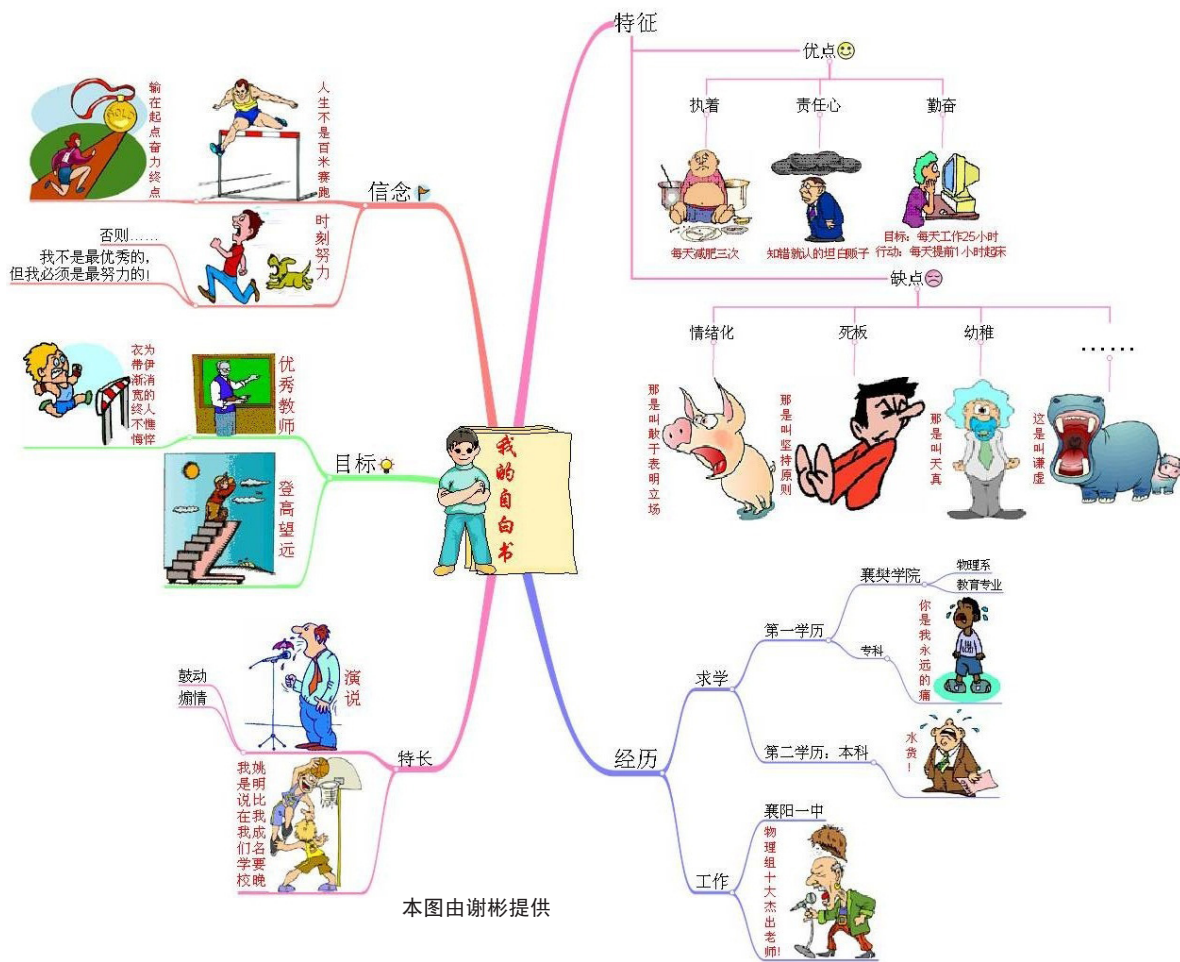 我的自白书
特征
优点
执着
责任心
勤奋
每天减肥三次
知错就认的坦白贩子
目标：每天工作25小时
行动：每天提前1小时起床
缺点
情绪化
死板
幼稚
……
那是叫敢于表明立场
那是叫坚持原则
那是叫天真
这是叫谦虚
经历
求学
第一学历
襄樊学院
物理系
教育专业
专科
你是我永远的痛
第二学历：本科
水货！
工作
襄阳一中
物理组十大杰出老师！
信念
人生不是百米赛跑
输在起点奋力终点
GOLD
时刻努力
否则……
我不是最优秀的，
但我必须是最努力的！
目标
优秀教师
衣带渐宽终不悔
为伊消的人憔悴
登高望远
特长
演说
鼓动
煽情
姚明比我成名要晚
我是说在我们学校
本图由谢彬提供